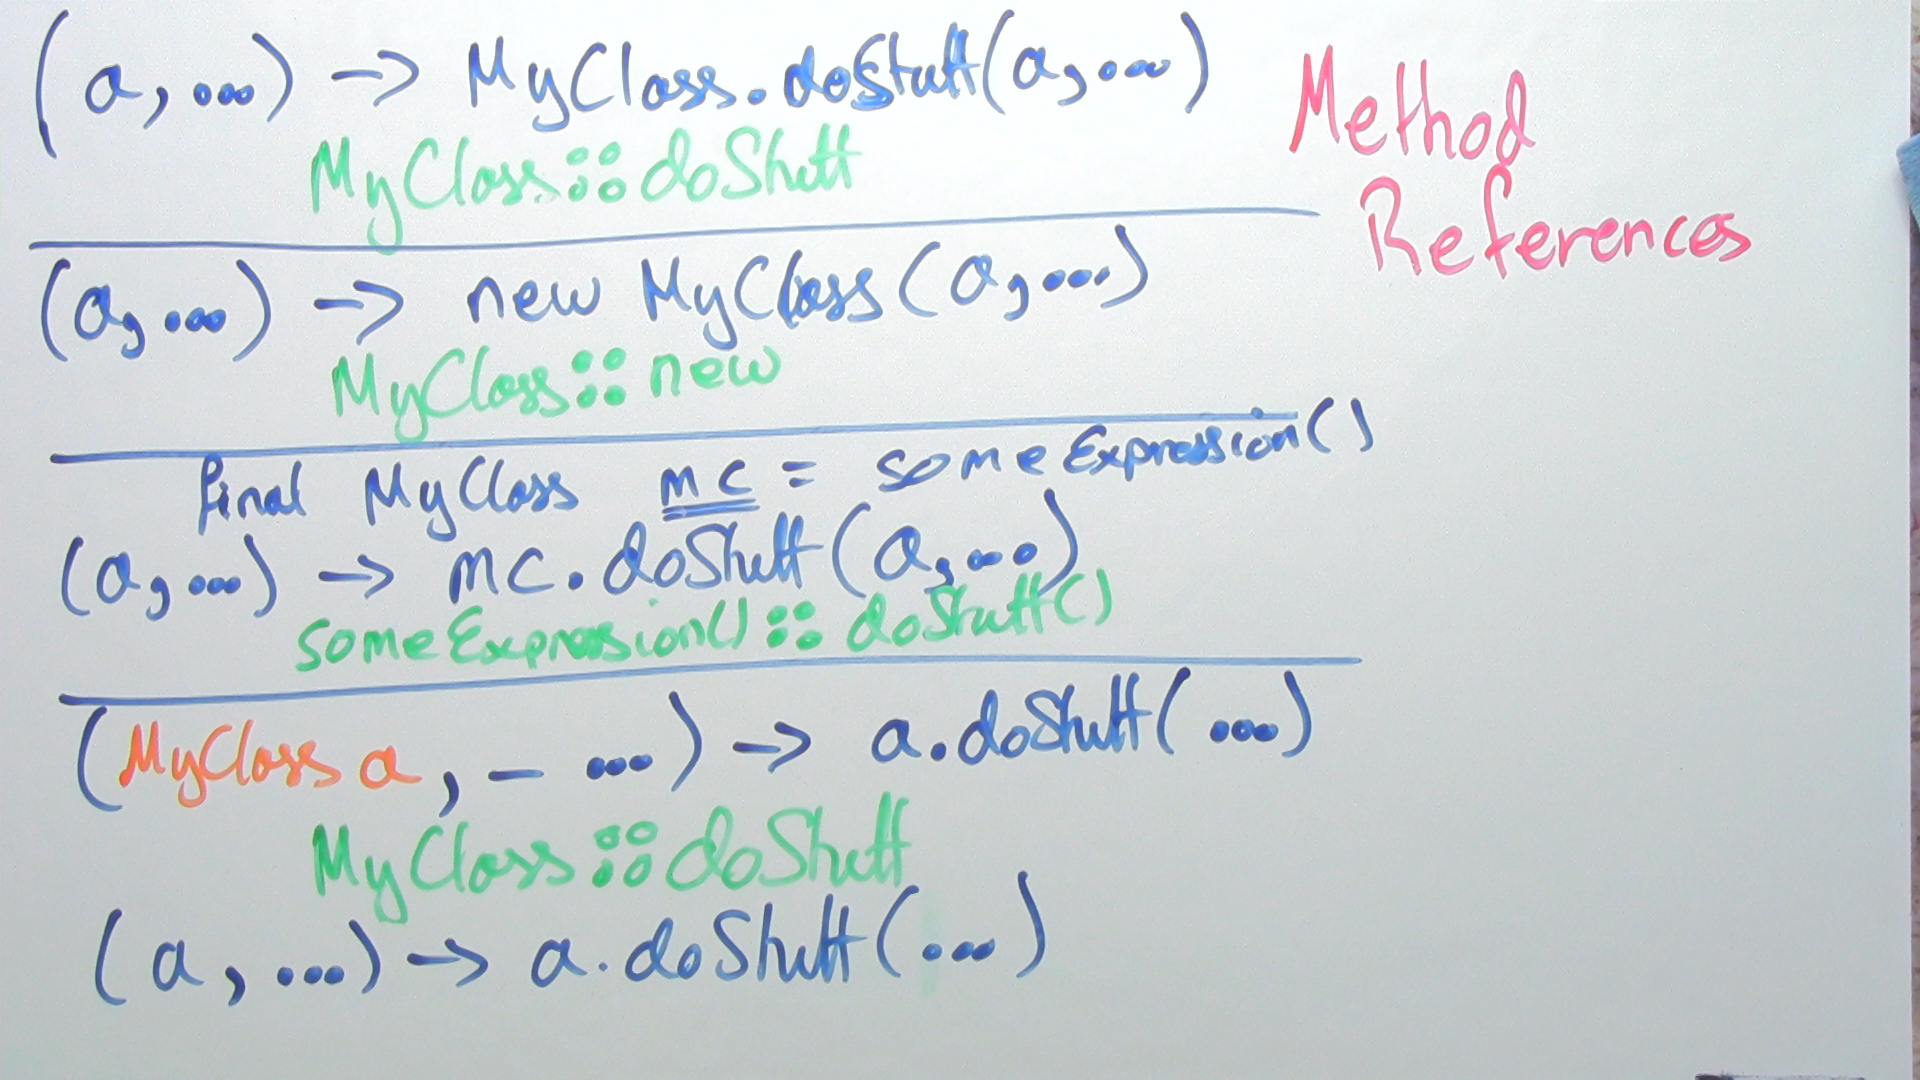 (a, ...) -> MyClass.doStuff(a, ...)
MyClass::doStuff
Method
References
(a, ...) -> new MyClass(a, ...)
MyClass::new
final MyClass mc = someExpression()
(a, ...) -> mc.doStuff(a, ...)
someExpression()::doStuff()
(MyClass a, - ...) -> a.doStuff(...)
MyClass::doStuff
(a, ...) -> a.doStuff(...)